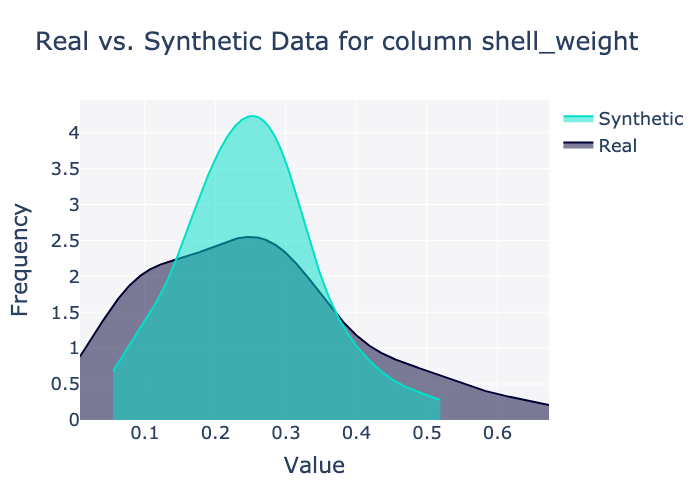 Real vs. Synthetic Data for column shell_weight
Synthetic
Real
Frequency
4
3.5
3
2.5
2
1.5
1
0.5
0
0.1 0.2 0.3 0.4 0.5 0.6
Value